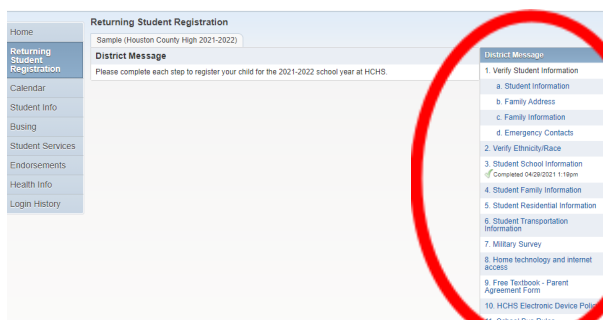 Returning Student Registration
Home
Returning
Student
Registration
Calendar
Student Info
Busing
Student Services
Endorsements
Health Info
Login History
Sample (Houston County High 2021-2022)
District Message
Please complete each step to register your child for the 2021-2022 school year at HCHS.
District Message
1. Verify Student Information
a. Student Information
b. Family Address
c. Family Information
d. Emergency Contacts
2. Verify Ethnicity/Race
3. Student School Information
Completed 04/29/2021 1:19pm
4. Student Family Information
5. Student Residential Information
6. Student Transportation
Information
7. Military Survey
8. Home technology and internet
access
9. Free Textbook - Parent
Agreement Form
10. HCHS Electronic Device Policy